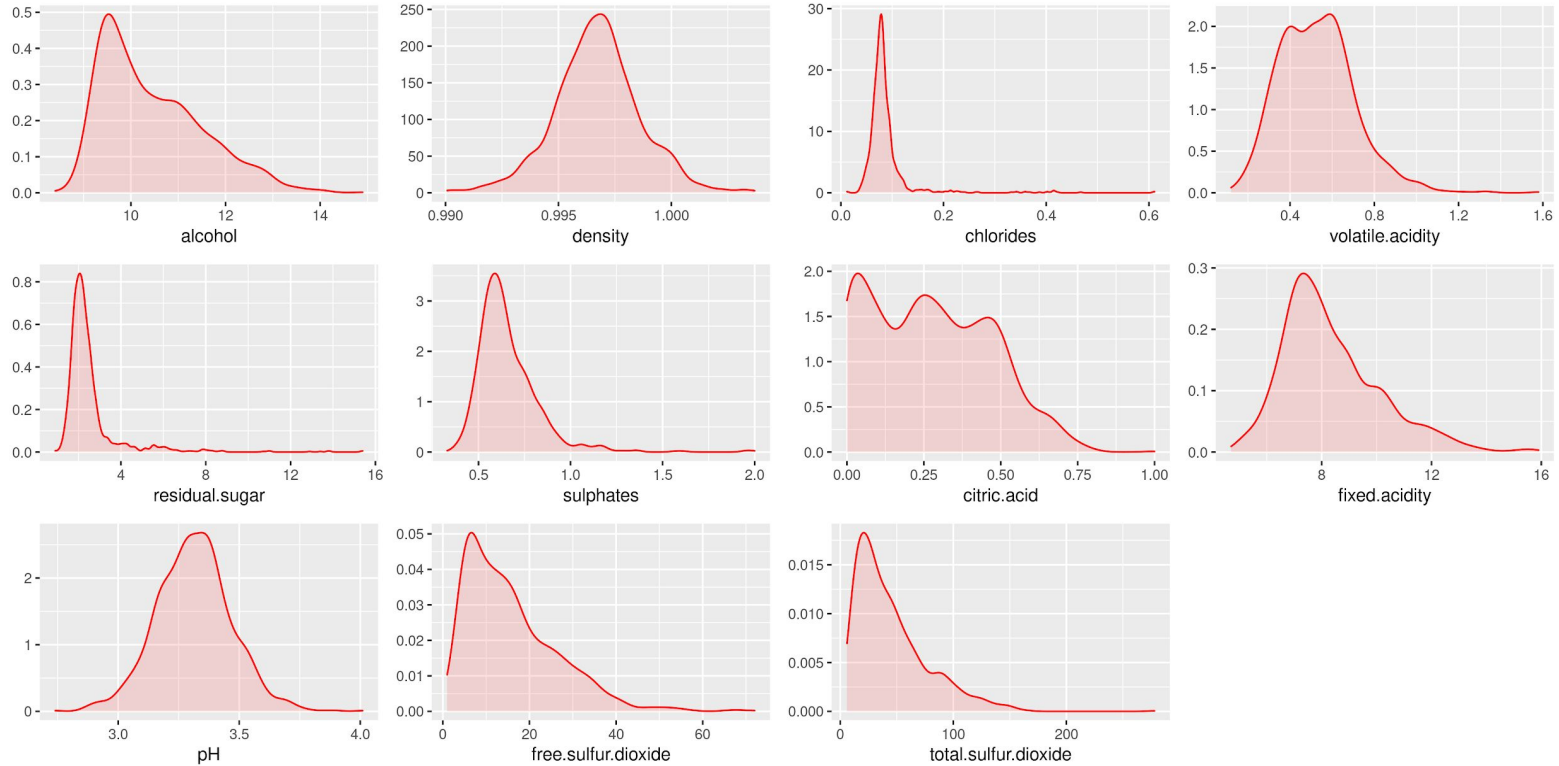 0.5
0.4
0.3
0.2
0.1
0.0
10 12 14
alcohol
250
200
150
100
50
0
0.990 0.995 1.000
density
30
20
10
0
0.0 0.2 0.4 0.6
chlorides
2.0
1.5
1.0
0.5
0.0
0.4 0.8 1.2 1.6
volatile.acidity
0.8
0.6
0.4
0.2
0.0
4 8 12 16
residual.sugar
3
2
1
0
0.5 1.0 1.5 2.0
sulphates
2.0
1.5
1.0
0.5
0.0
0.00 0.25 0.50 0.75 1.00
citric.acid
0.3
0.2
0.1
0.0
8 12 16
fixed.acidity
2
1
0
3.0 3.5 4.0
pH
0.05
0.04
0.03
0.02
0.01
0.00
0 20 40 60
free.sulfur.dioxide
0.015
0.010
0.005
0.000
0 100 200
total.sulfur.dioxide